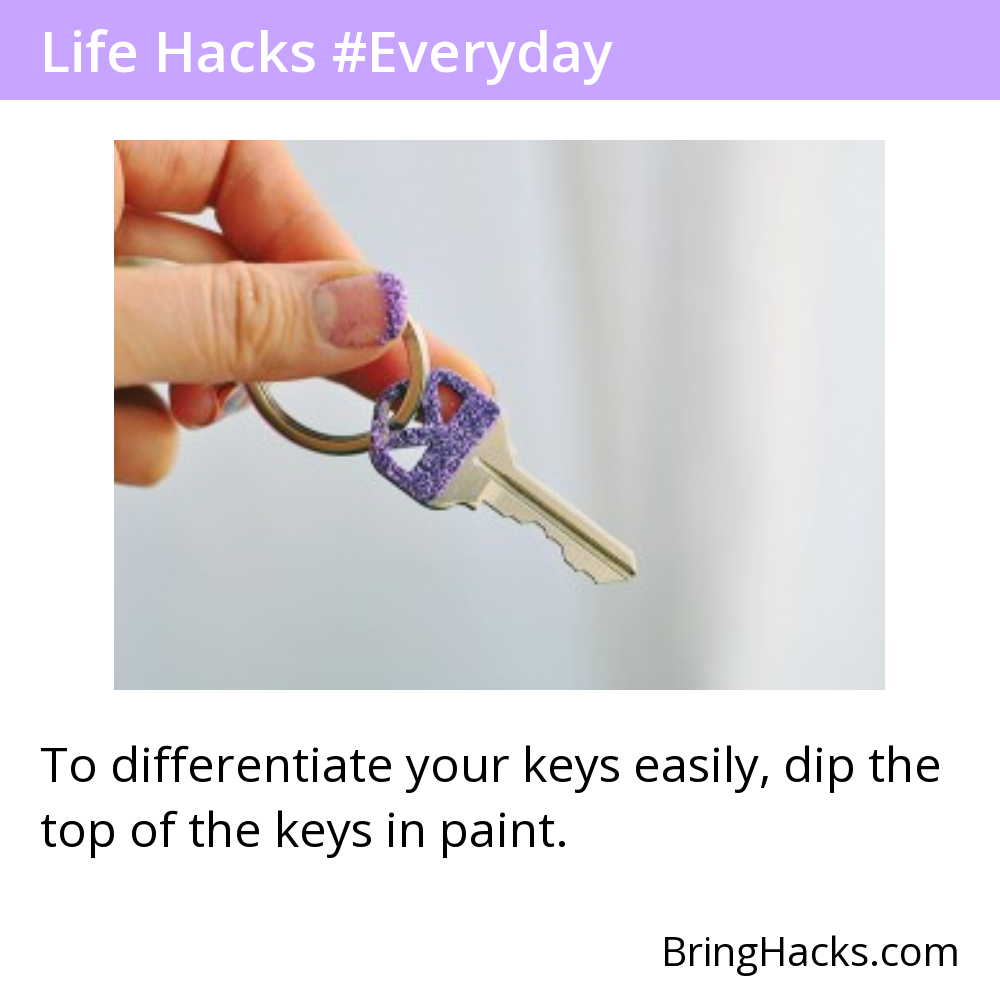 Life Hacks #Everyday
To differentiate your keys easily, dip the
top of the keys in paint.
BringHacks.com